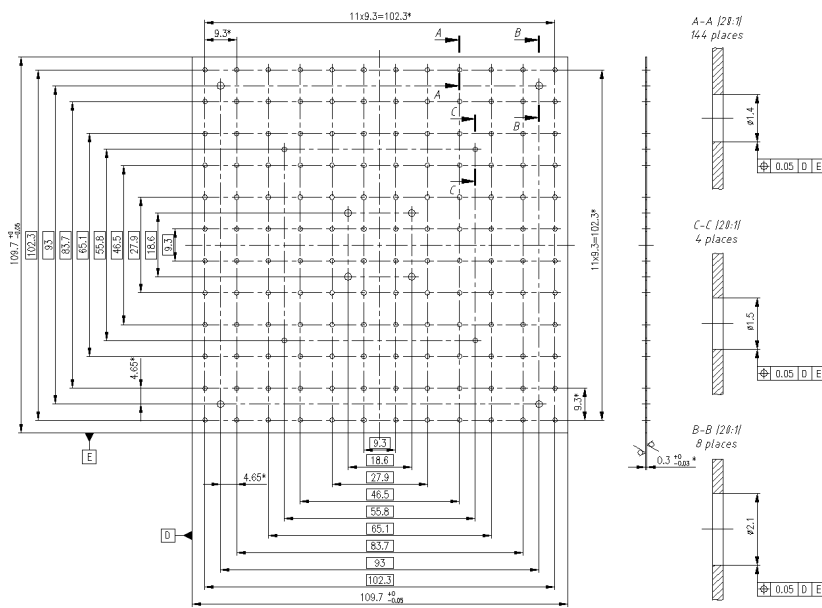 11x9.3=102.3*
9.3*
A
B
A
C
B
C
109.7 +0 -0.05
102.3
93
83.7
65.1
55.8
46.5
27.9
18.6
9.3
11x9.3=102.3*
4.65*
9.3*
E
4.65*
D
9.3
18.6
27.9
46.5
55.8
65.1
83.7
93
102.3
109.7 +0 -0.05
0.3 +0 -0.03 *
A-A (20:1)
144 places
ø1.4
⌖ 0.05 D E
C-C (20:1)
4 places
ø1.5
⌖ 0.05 D E
B-B (20:1)
8 places
ø2.1
⌖ 0.05 D E